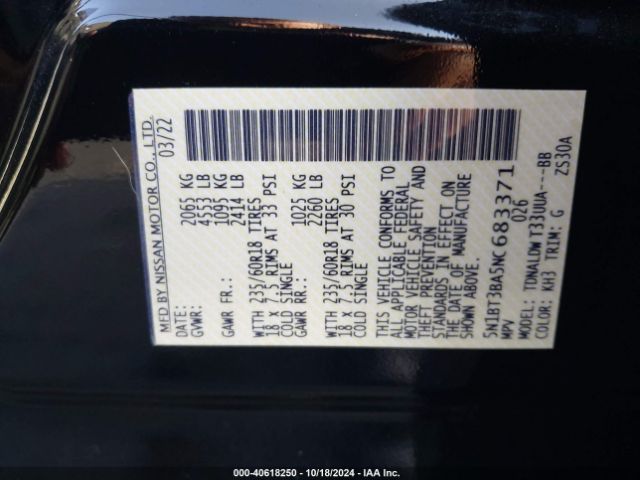 MFD BY NISSAN MOTOR CO., LTD.
DATE: 03/22
GVWR: 2065 KG
4553 LB
GAWR FR.: 1095 KG
2414 LB
WITH 235/60R18 TIRES
18 x 7.5 RIMS AT 33 PSI
COLD SINGLE
GAWR RR.: 1025 KG
2260 LB
WITH 235/60R18 TIRES
18 X 7.5 RIMS AT 30 PSI
COLD SINGLE
THIS VEHICLE CONFORMS TO
ALL APPLICABLE FEDERAL
MOTOR VEHICLE SAFETY AND
THEFT PREVENTION
STANDARDS IN EFFECT ON
THE DATE OF MANUFACTURE
SHOWN ABOVE.
5N1BT3BA5NC683371
MPV 026
MODEL: TDNALDW T33UUA---BB
COLOR: KH3 TRIM: G ZS30A
000-40618250 - 10/18/2024 - IAA Inc.